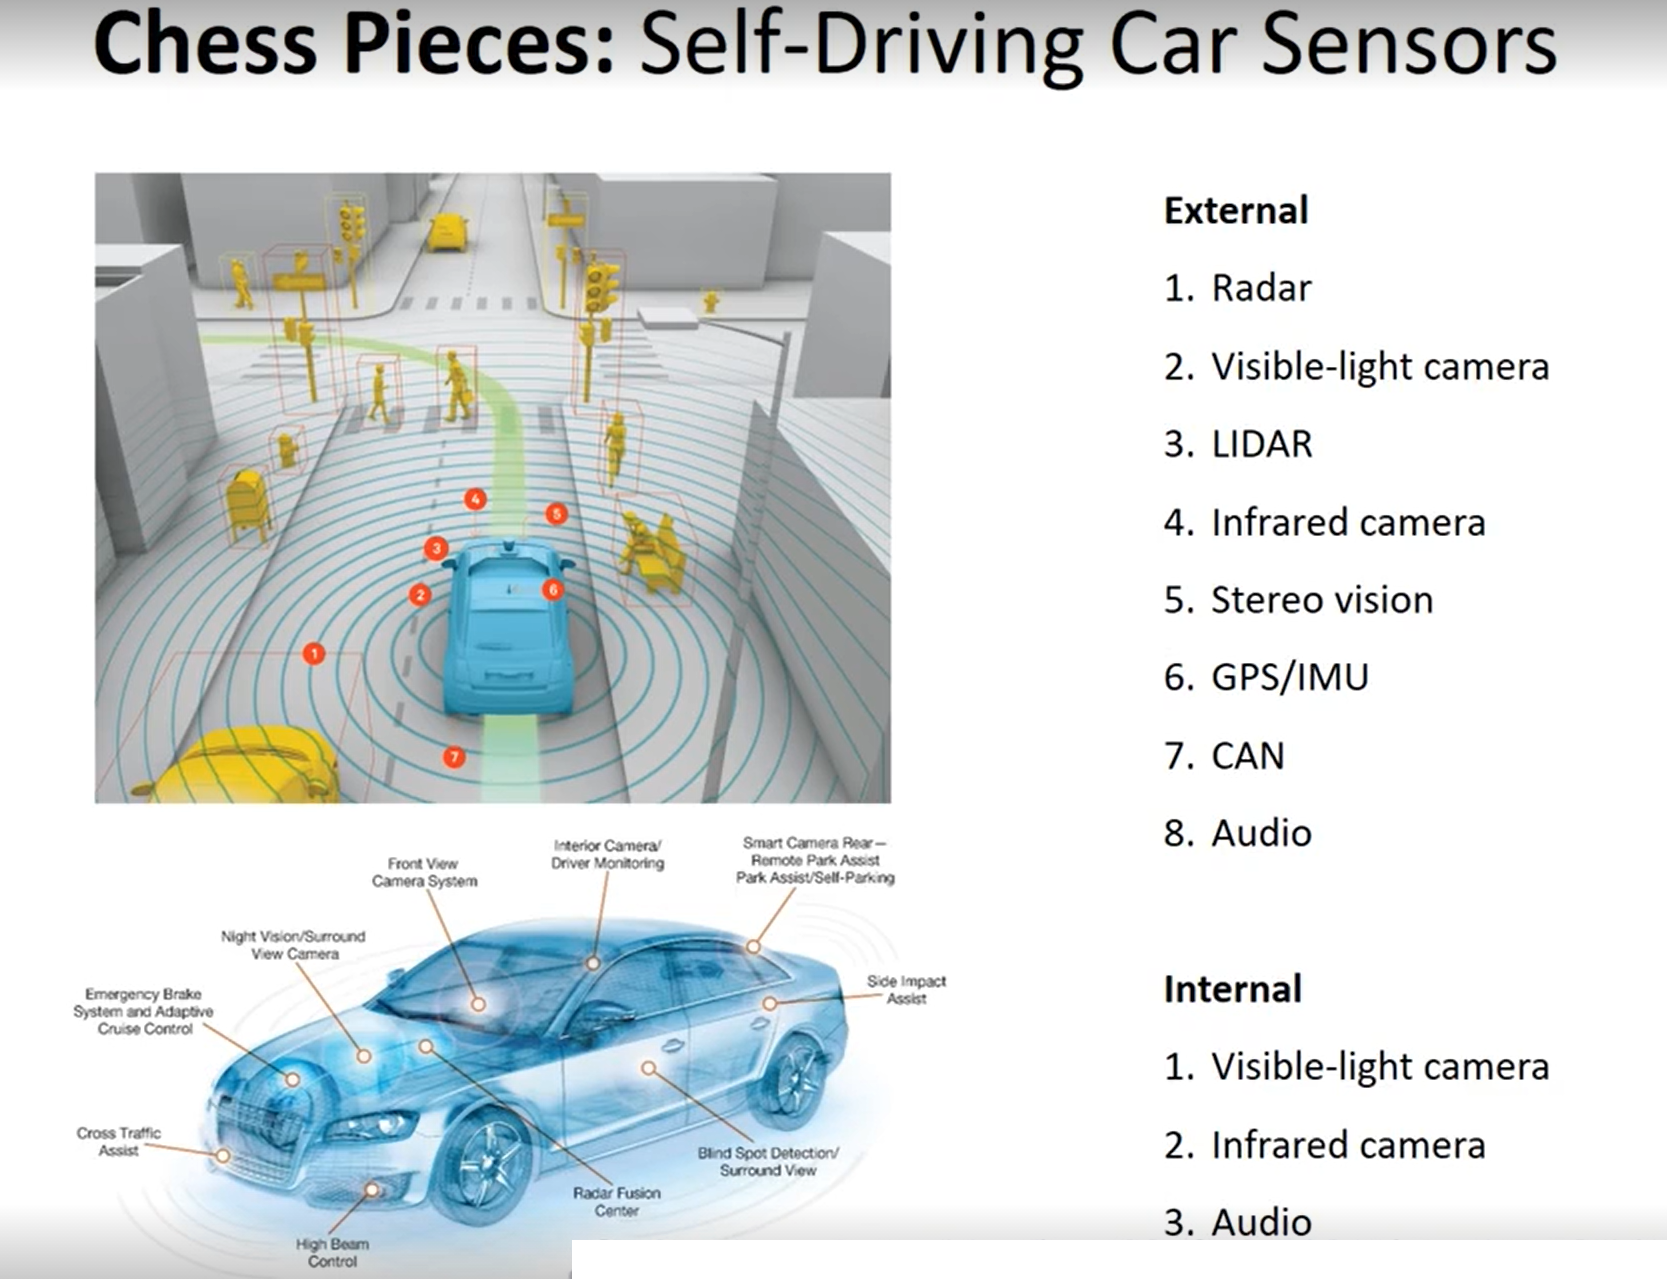 Chess Pieces: Self-Driving Car Sensors
4
5
3
6
2
1
7
Interior Camera/
Driver Monitoring
Smart Camera Rear—
Remote Park Assist
Park Assist/Self-Parking
Front View
Camera System
Night Vision/Surround
View Camera
Side Impact
Assist
Emergency Brake
System and Adaptive
Cruise Control
Cross Traffic
Assist
Blind Spot Detection/
Surround View
Radar Fusion
Center
High Beam
Control
External
1. Radar
2. Visible-light camera
3. LIDAR
4. Infrared camera
5. Stereo vision
6. GPS/IMU
7. CAN
8. Audio
Internal
1. Visible-light camera
2. Infrared camera
3. Audio